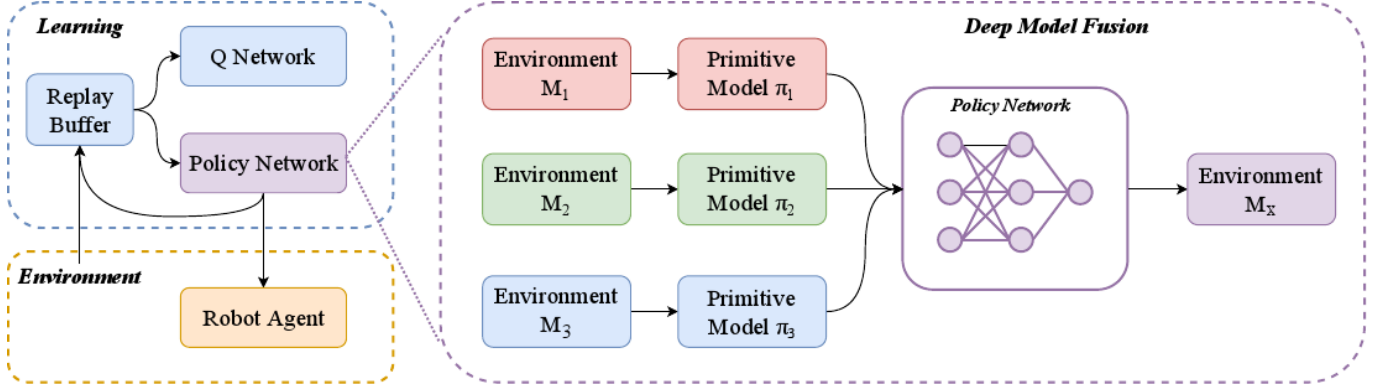 Learning
Q Network
Replay
Buffer
Policy Network
Environment
Robot Agent
Deep Model Fusion
Environment
M₁
Primitive
Model π₁
Environment
M₂
Primitive
Model π₂
Environment
M₃
Primitive
Model π₃
Policy Network
Environment
Mₓ